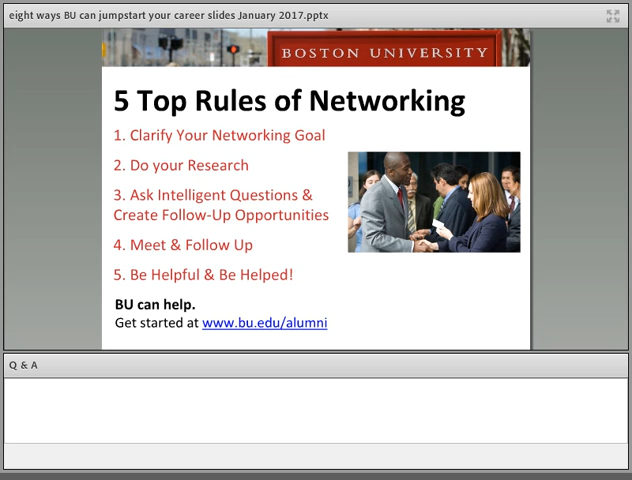 eight ways BU can jumpstart your career slides January 2017.pptx
BOSTON UNIVERSITY
5 Top Rules of Networking
1. Clarify Your Networking Goal
2. Do your Research
3. Ask Intelligent Questions &
Create Follow-Up Opportunities
4. Meet & Follow Up
5. Be Helpful & Be Helped!
BU can help.
Get started at www.bu.edu/alumni
Q & A